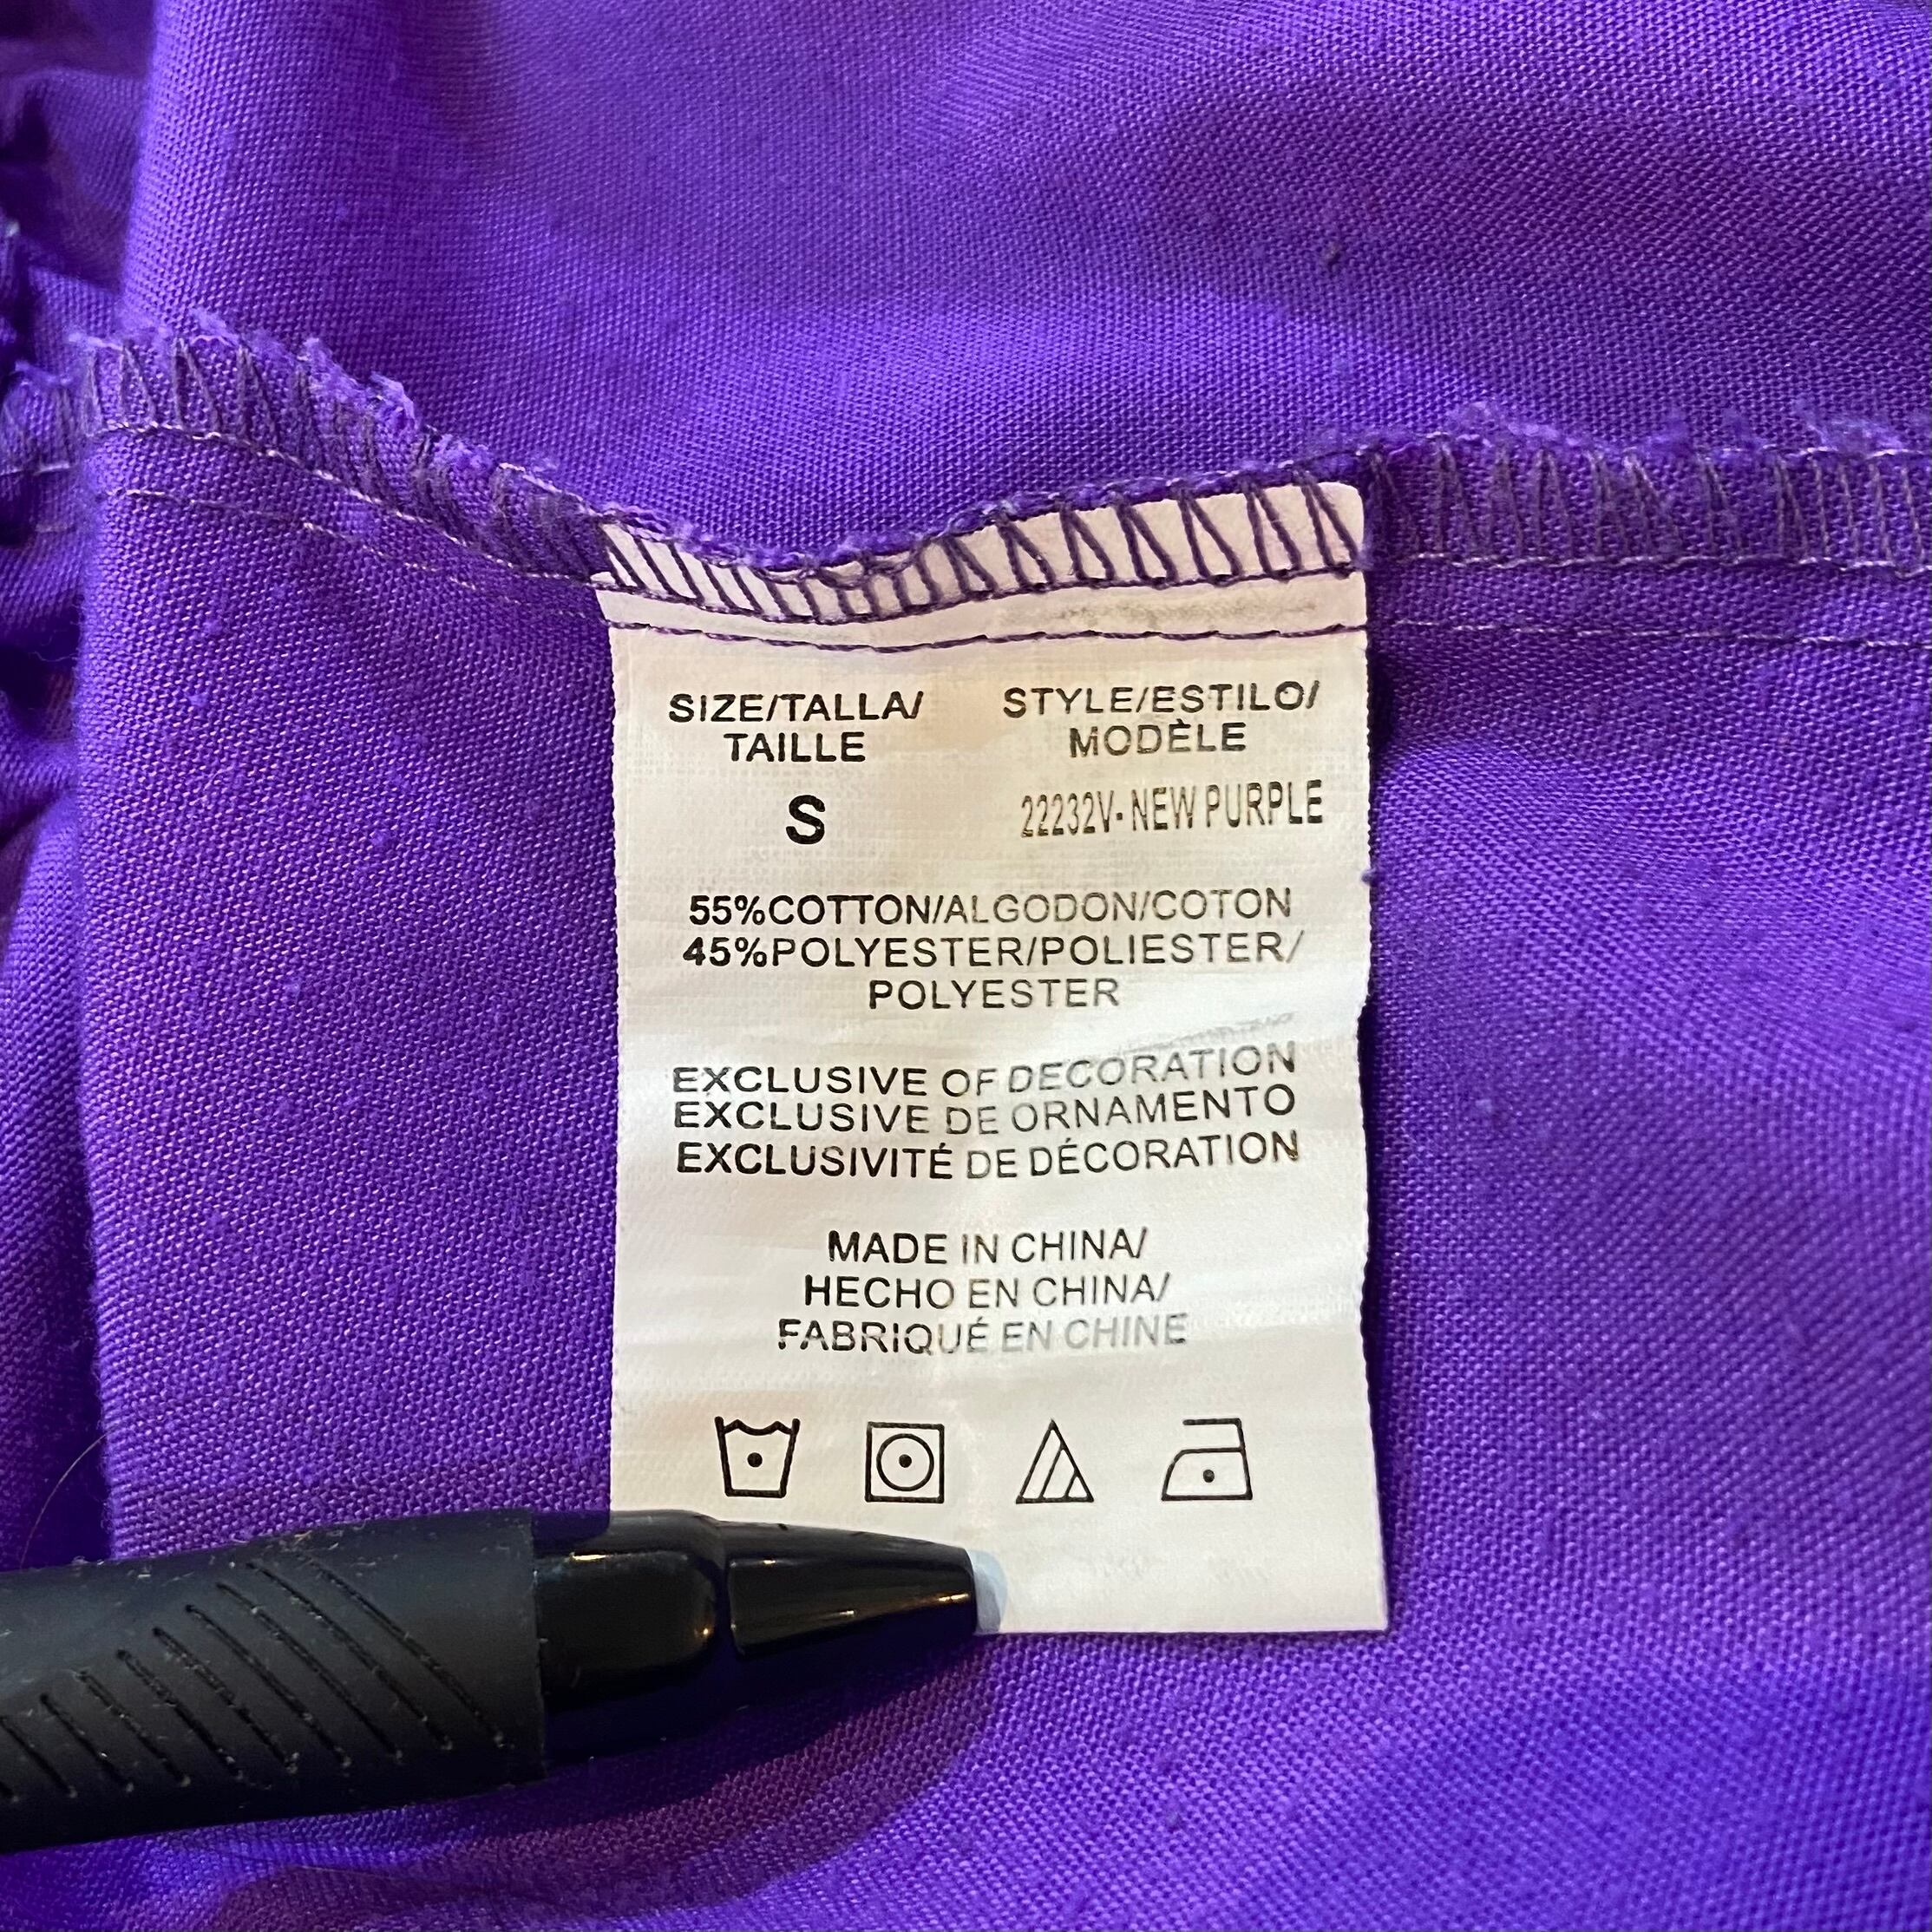 SIZE/TALLA/
TAILLE
S
STYLE/ESTILO/
MODÈLE
22232V- NEW PURPLE
55%COTTON/ALGODON/COTON
45%POLYESTER/POLIESTER/
POLYESTER
EXCLUSIVE OF DECORATION
EXCLUSIVE DE ORNAMENTO
EXCLUSIVITÉ DE DÉCORATION
MADE IN CHINA/
HECHO EN CHINA/
FABRIQUÉ EN CHINE